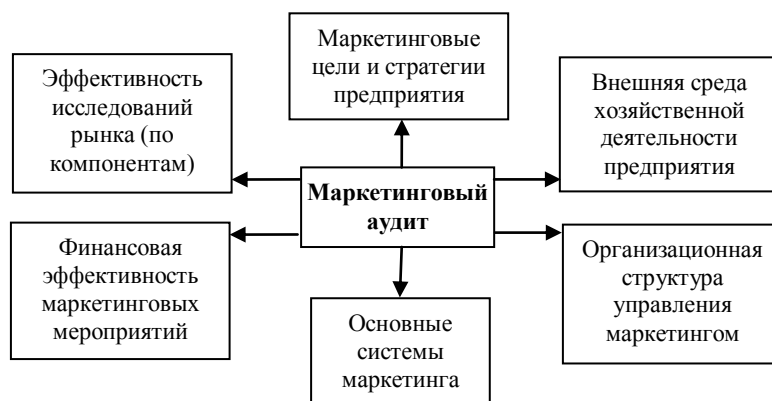 Маркетинговые
цели и стратегии
предприятия
Эффективность
исследований
рынка (по
компонентам)
Внешняя среда
хозяйственной
деятельности
предприятия
Маркетинговый
аудит
Финансовая
эффективность
маркетинговых
мероприятий
Основные
системы
маркетинга
Организационная
структура
управления
маркетингом